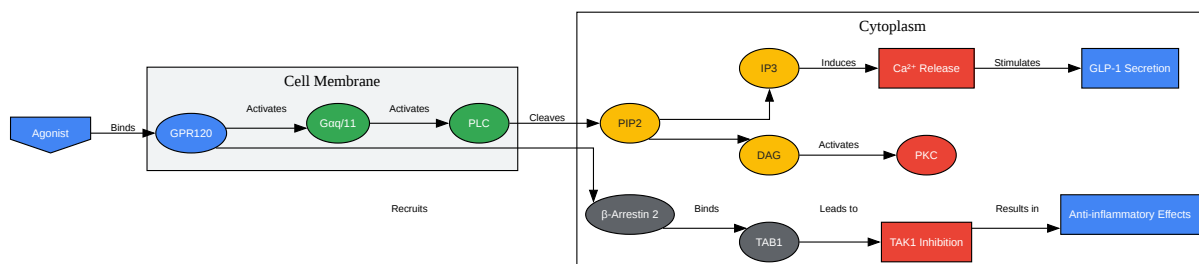 Cytoplasm
Cell Membrane
Agonist
Binds
GPR120
Activates
Gαq/11
Activates
PLC
Cleaves
PIP2
IP3
Induces
Ca²⁺ Release
Stimulates
GLP-1 Secretion
DAG
Activates
PKC
Recruits
β-Arrestin 2
Binds
TAB1
Leads to
TAK1 Inhibition
Results in
Anti-inflammatory Effects